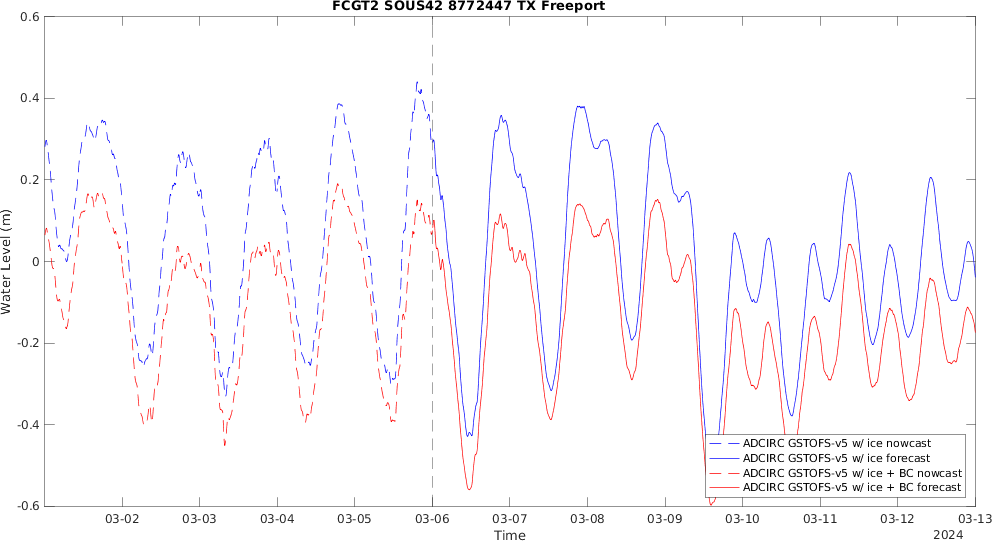 FCGT2 SOUS42 8772447 TX Freeport
0.6
0.4
0.2
0
-0.2
-0.4
-0.6
Water Level (m)
03-02 03-03 03-04 03-05 03-06 03-07 03-08 03-09 03-10 03-11 03-12 03-13
Time
2024
ADCIRC GSTOFS-v5 w/ ice nowcast
ADCIRC GSTOFS-v5 w/ ice forecast
ADCIRC GSTOFS-v5 w/ ice + BC nowcast
ADCIRC GSTOFS-v5 w/ ice + BC forecast